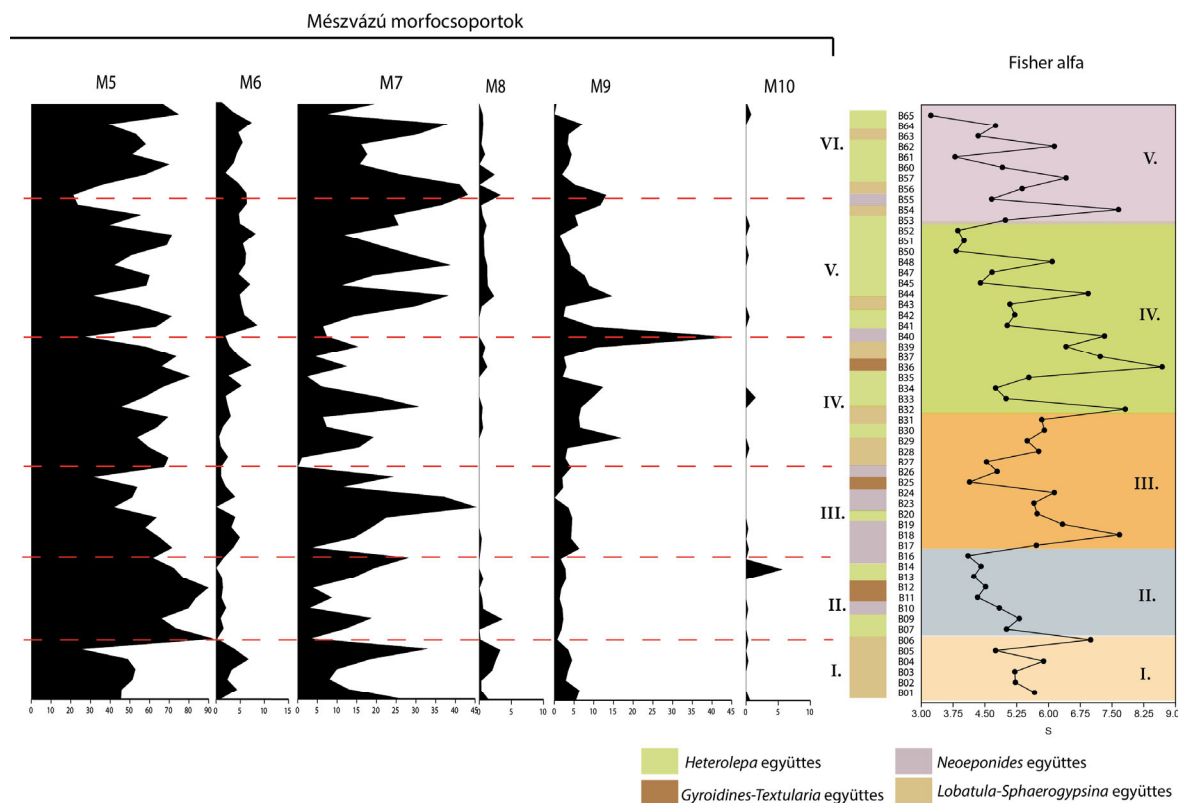 Mészvázú morfocsoportok
Fisher alfa
M5 M6 M7 M8 M9 M10
VI.
V.
IV.
III.
II.
I.
B65
B64
B63
B62
B61
B60
B57
B56
B55
B54
B53
B52
B51
B50
B48
B47
B45
B44
B43
B42
B41
B40
B39
B37
B36
B35
B34
B33
B32
B31
B30
B29
B28
B27
B26
B25
B24
B23
B20
B19
B18
B17
B16
B14
B13
B12
B11
B10
B09
B07
B06
B05
B04
B03
B02
B01
V.
IV.
III.
II.
I.
0 10 20 30 40 50 60 70 80 90
0 5 10 15
0 5 10 15 20 25 30 35 40 45
0 5 10
0 5 10 15 20 25 30 35 40 45
0 5 10
3.00 3.75 4.50 5.25 6.00 6.75 7.50 8.25 9.0
S
Heterolepa együttes
Neoeponides együttes
Gyroidines-Textularia együttes
Lobatula-Sphaerogypsina együttes